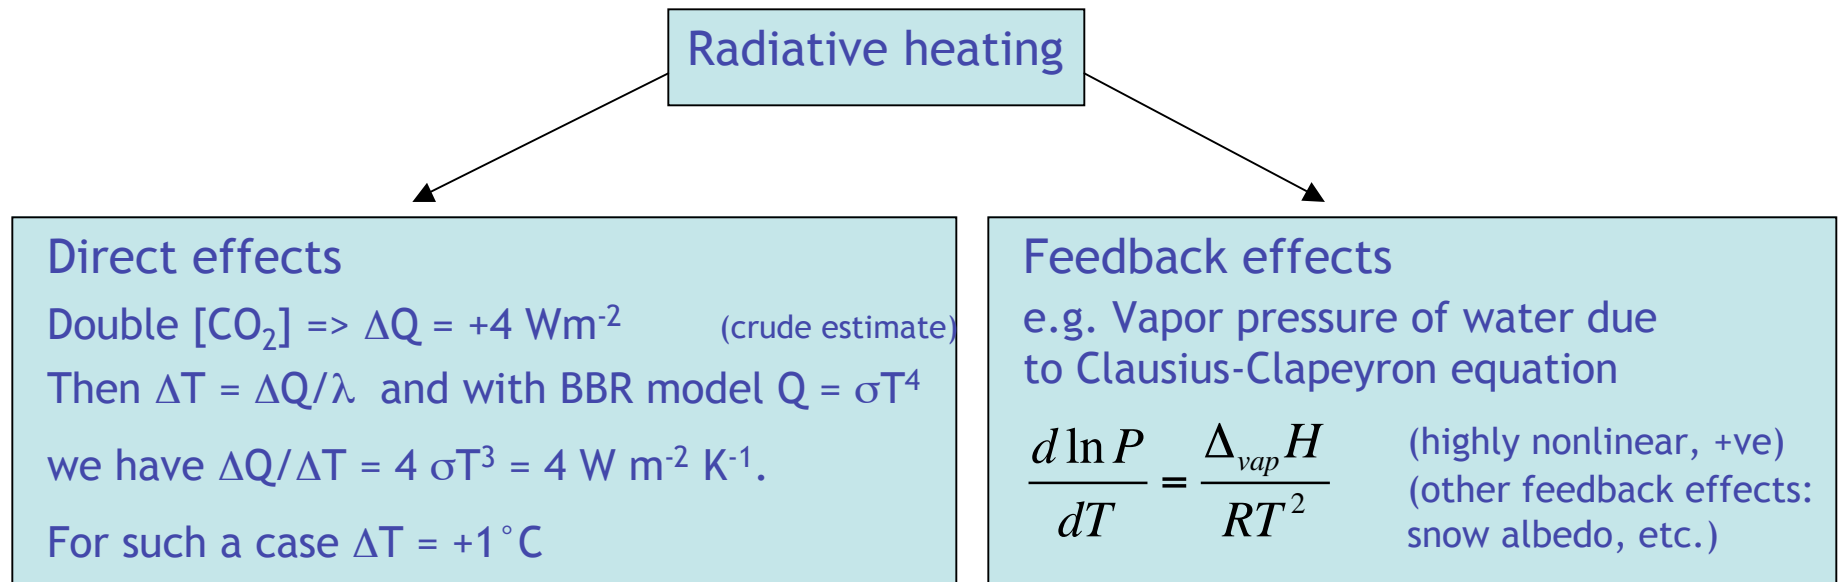 Radiative heating
Direct effects
Double [CO₂] => ΔQ = +4 Wm⁻² (crude estimate)
Then ΔT = ΔQ/λ and with BBR model Q = σT⁴
we have ΔQ/ΔT = 4 σT³ = 4 W m⁻² K⁻¹.
For such a case ΔT = +1°C
Feedback effects
e.g. Vapor pressure of water due
to Clausius-Clapeyron equation
d ln P / dT = Δ_vap H / RT²
(highly nonlinear, +ve)
(other feedback effects:
snow albedo, etc.)